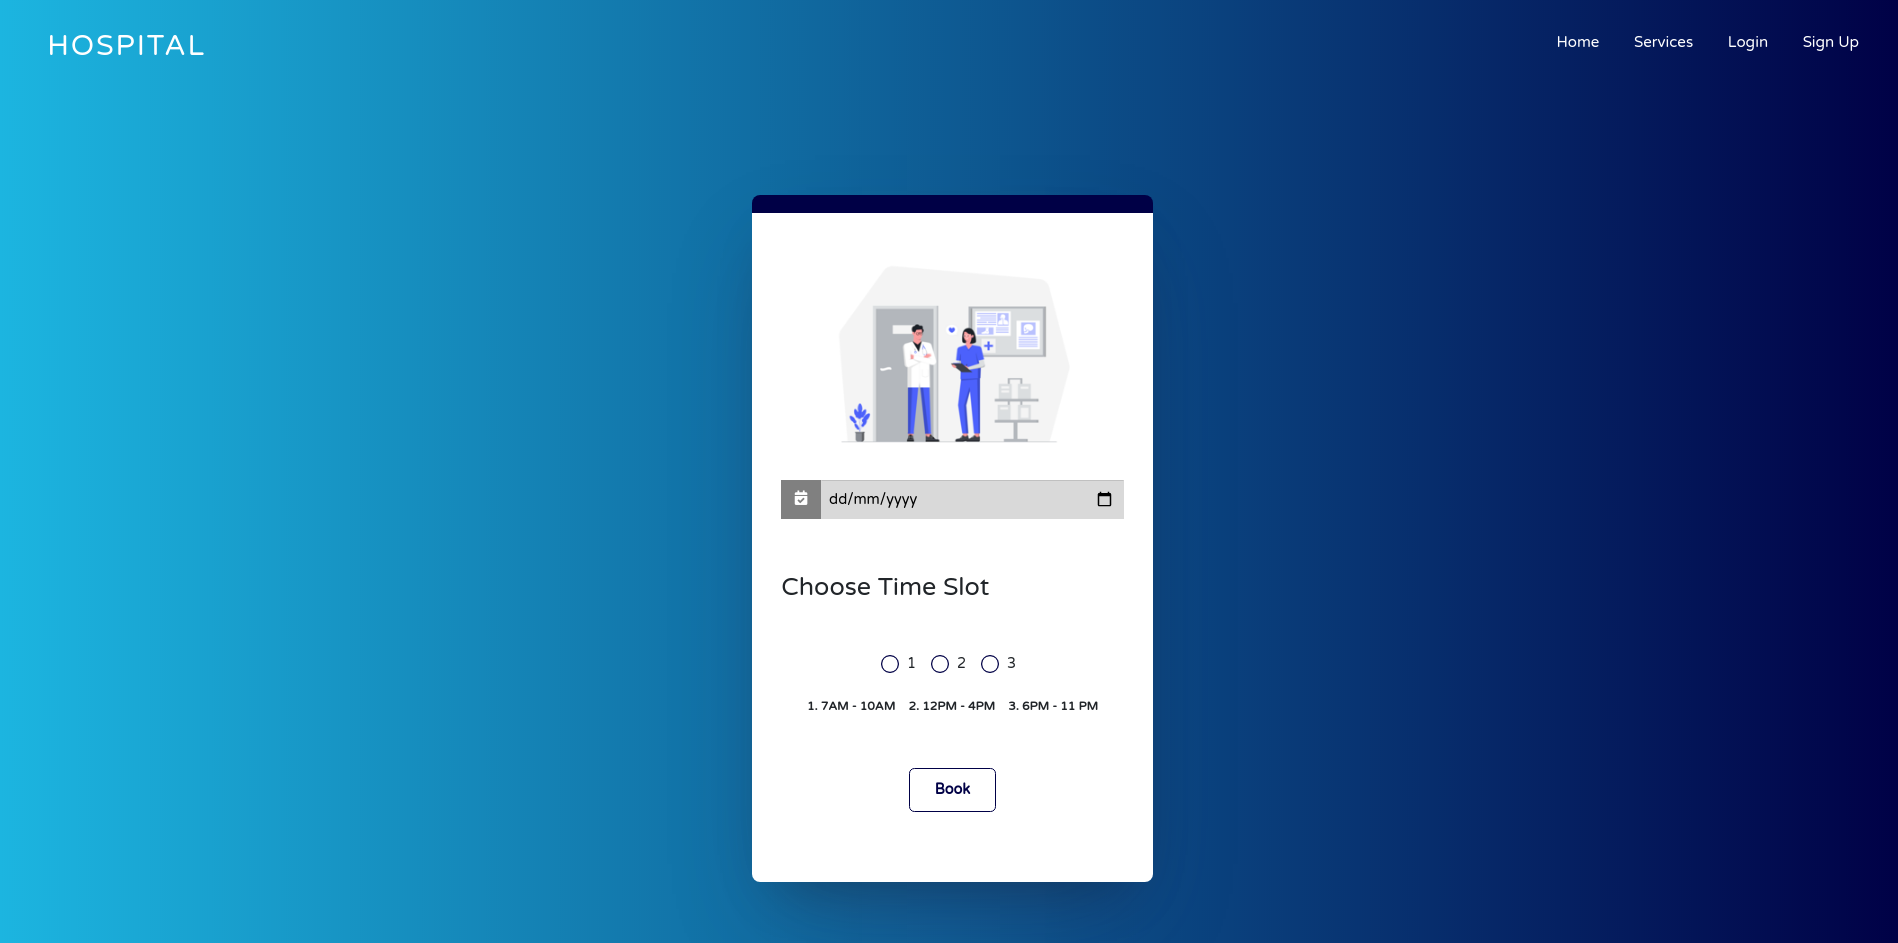 HOSPITAL
Home Services Login Sign Up
dd/mm/yyyy
Choose Time Slot
1 2 3
1. 7AM - 10AM 2. 12PM - 4PM 3. 6PM - 11 PM
Book